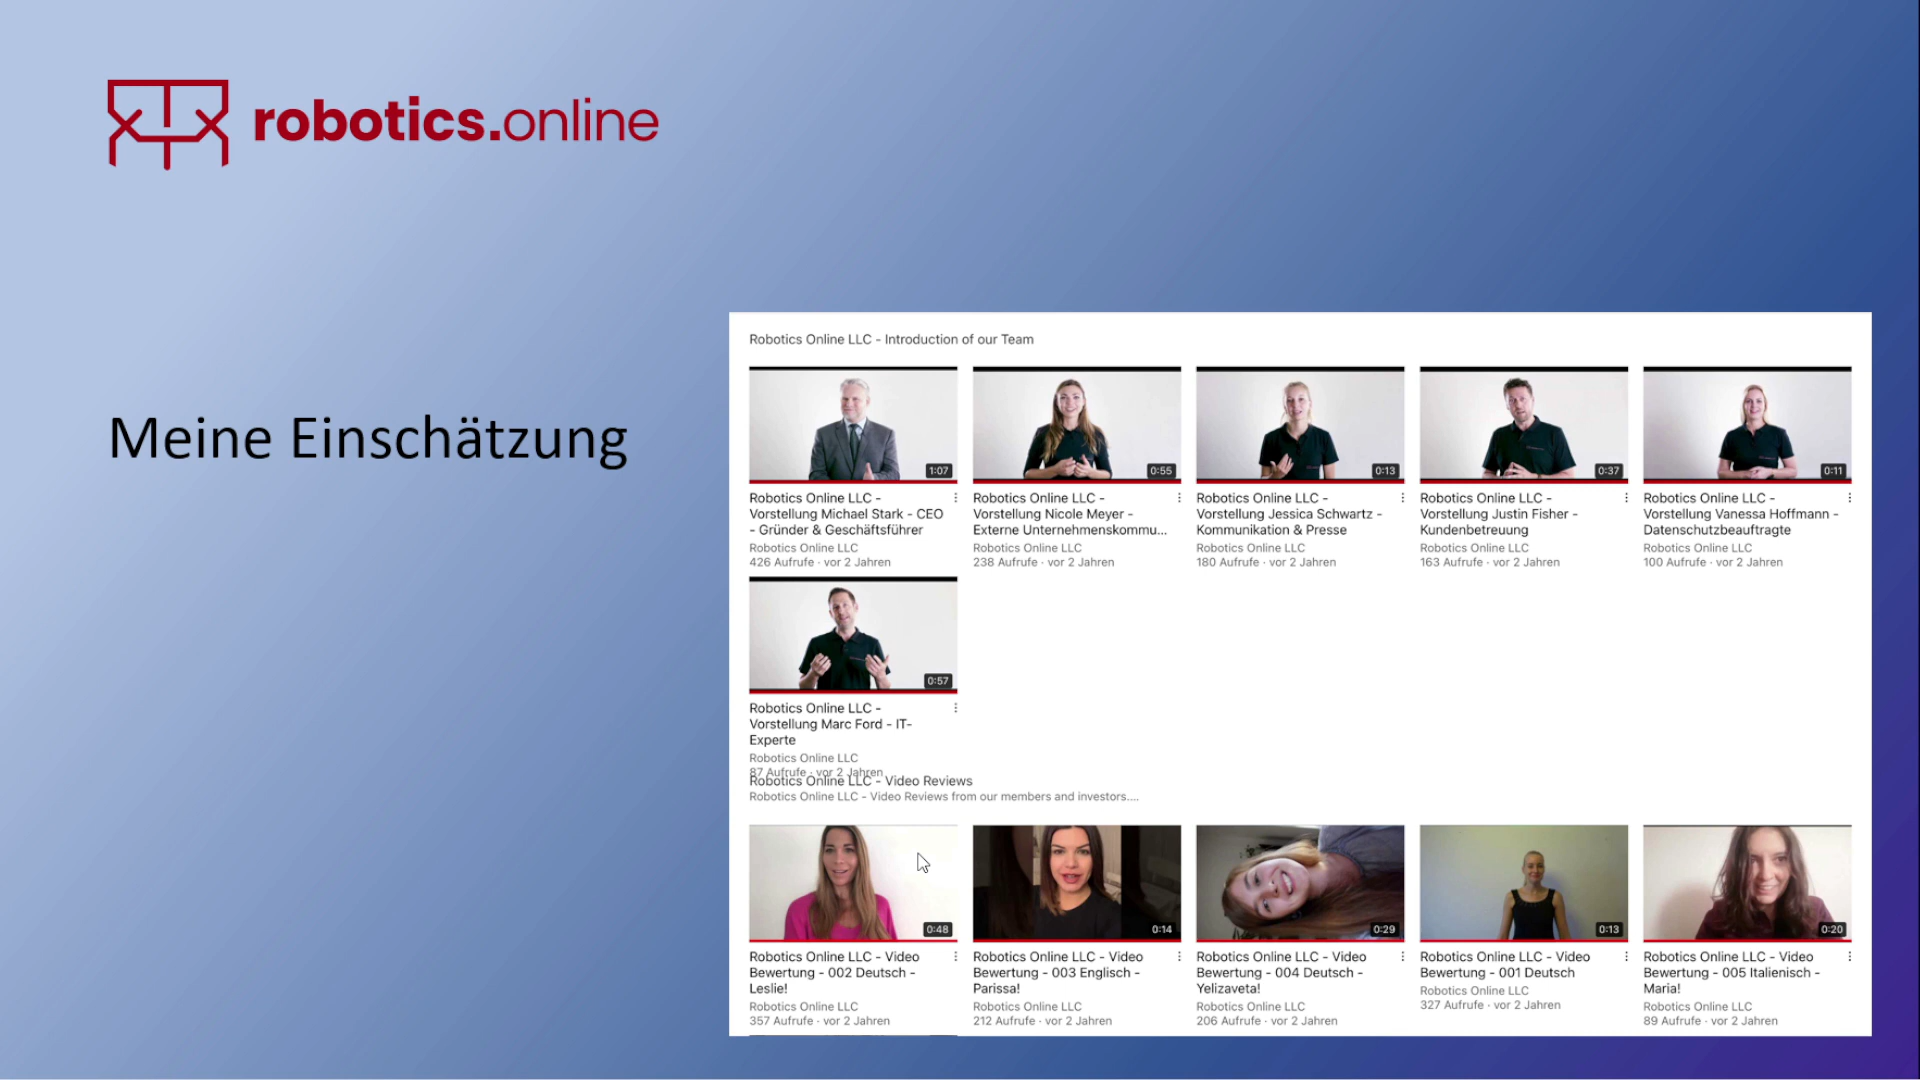 robotics.online
Meine Einschätzung
Robotics Online LLC - Introduction of our Team
1:07
0:55
0:13
0:37
0:11
Robotics Online LLC -
Vorstellung Michael Stark - CEO
- Gründer & Geschäftsführer
Robotics Online LLC
426 Aufrufe · vor 2 Jahren
Robotics Online LLC -
Vorstellung Nicole Meyer -
Externe Unternehmenskommu...
Robotics Online LLC
238 Aufrufe · vor 2 Jahren
Robotics Online LLC -
Vorstellung Jessica Schwartz -
Kommunikation & Presse
Robotics Online LLC
180 Aufrufe · vor 2 Jahren
Robotics Online LLC -
Vorstellung Justin Fisher -
Kundenbetreuung
Robotics Online LLC
163 Aufrufe · vor 2 Jahren
Robotics Online LLC -
Vorstellung Vanessa Hoffmann -
Datenschutzbeauftragte
Robotics Online LLC
100 Aufrufe · vor 2 Jahren
0:57
Robotics Online LLC -
Vorstellung Marc Ford - IT-
Experte
Robotics Online LLC
87 Aufrufe · vor 2 Jahren
Robotics Online LLC - Video Reviews
Robotics Online LLC - Video Reviews from our members and investors....
0:48
0:14
0:29
0:13
0:20
Robotics Online LLC - Video
Bewertung - 002 Deutsch -
Leslie!
Robotics Online LLC
357 Aufrufe · vor 2 Jahren
Robotics Online LLC - Video
Bewertung - 003 Englisch -
Parissa!
Robotics Online LLC
212 Aufrufe · vor 2 Jahren
Robotics Online LLC - Video
Bewertung - 004 Deutsch -
Yelizaveta!
Robotics Online LLC
206 Aufrufe · vor 2 Jahren
Robotics Online LLC - Video
Bewertung - 001 Deutsch
Robotics Online LLC
327 Aufrufe · vor 2 Jahren
Robotics Online LLC - Video
Bewertung - 005 Italienisch -
Maria!
Robotics Online LLC
89 Aufrufe · vor 2 Jahren